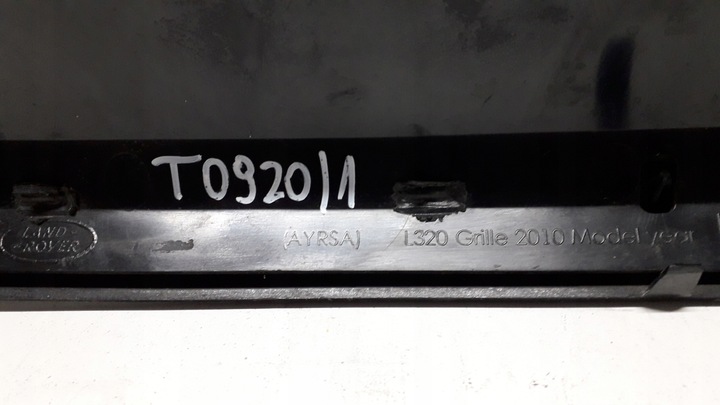 T0920/1
LAND
ROVER
(AYRSA) L320 Grille 2010 Model year